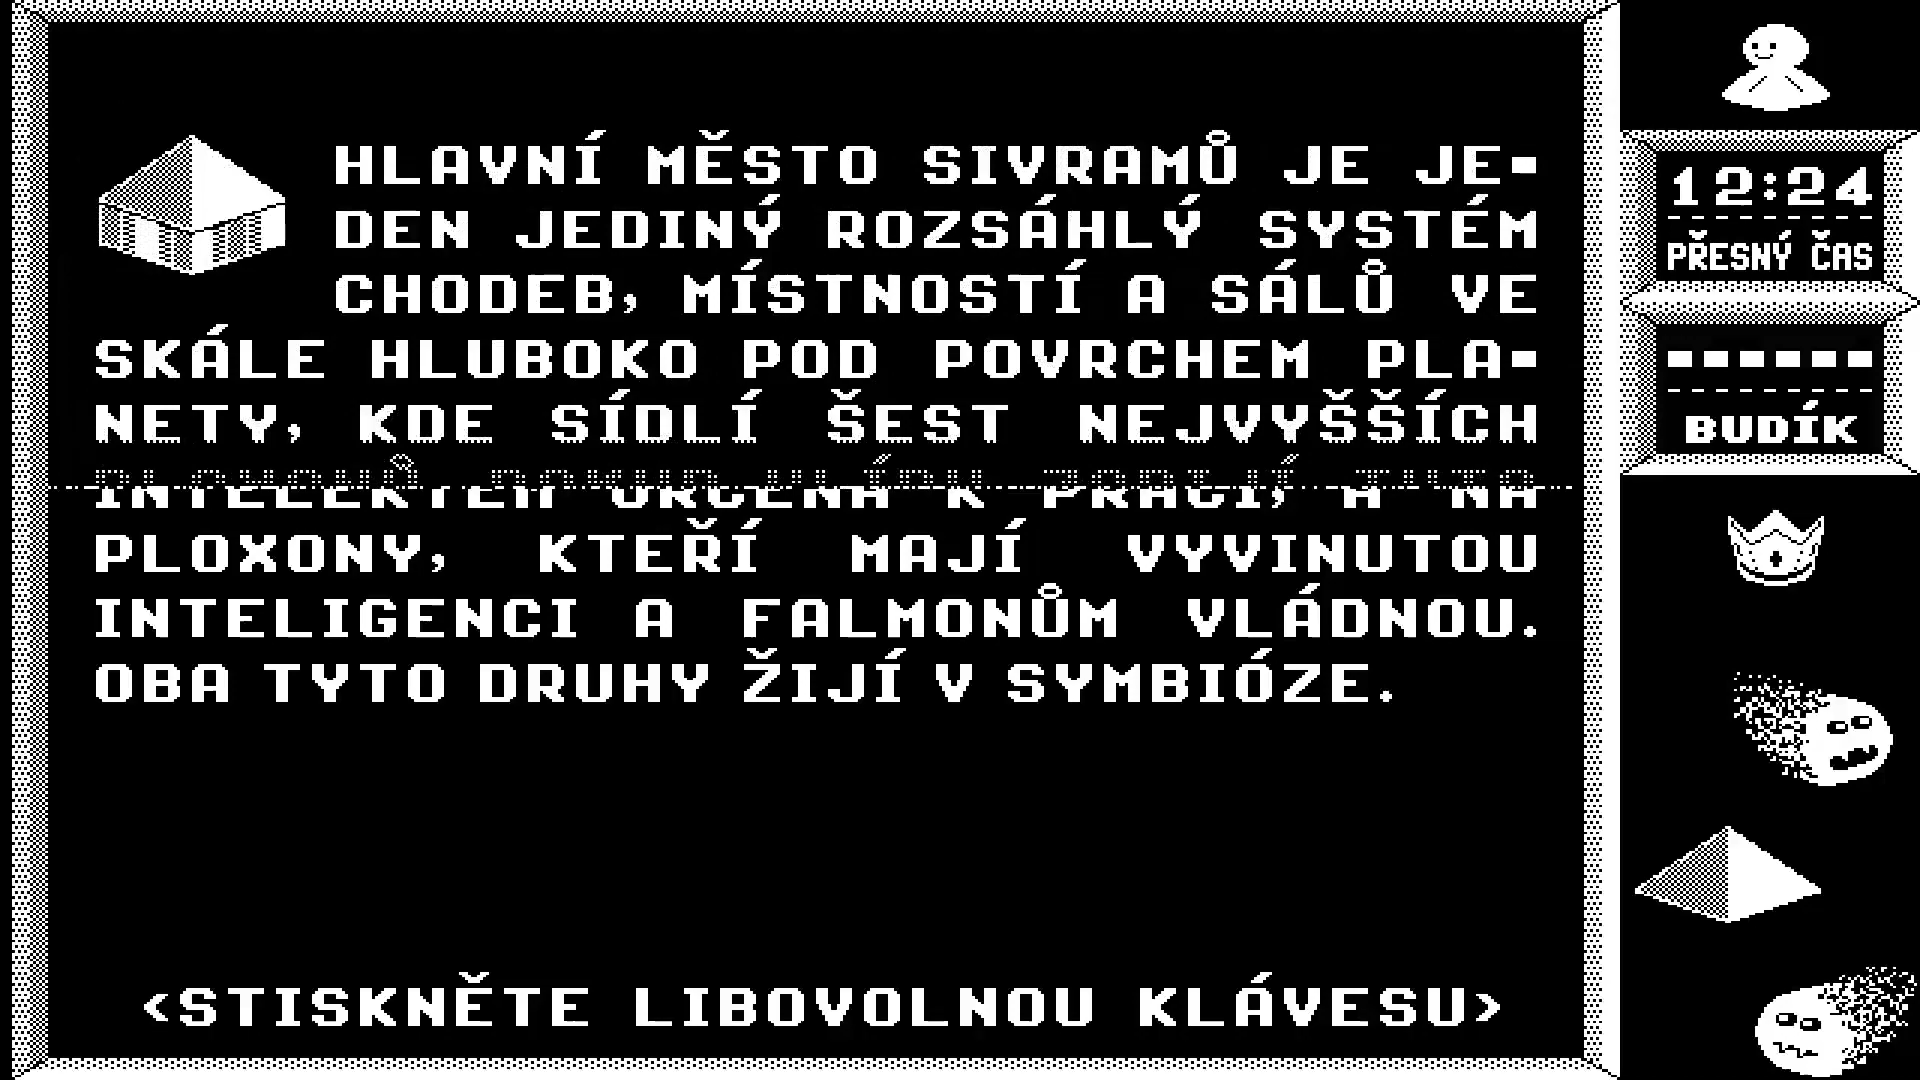 HLAVNÍ MĚSTO SIVRAMŮ JE JE-
DEN JEDINÝ ROZSÁHLÝ SYSTÉM
CHODEB, MÍSTNOSTÍ A SÁLŮ VE
SKÁLE HLUBOKO POD POVRCHEM PLA-
NETY, KDE SÍDLÍ ŠEST NEJVYŠŠÍCH
PLOXONY, KTEŘÍ MAJÍ VYVINUTOU
INTELIGENCI A FALMONŮM VLÁDNOU.
OBA TYTO DRUHY ŽIJÍ V SYMBIÓZE.
<STISKNĚTE LIBOVOLNOU KLÁVESU>
12:24
PŘESNÝ ČAS
------
BUDÍK